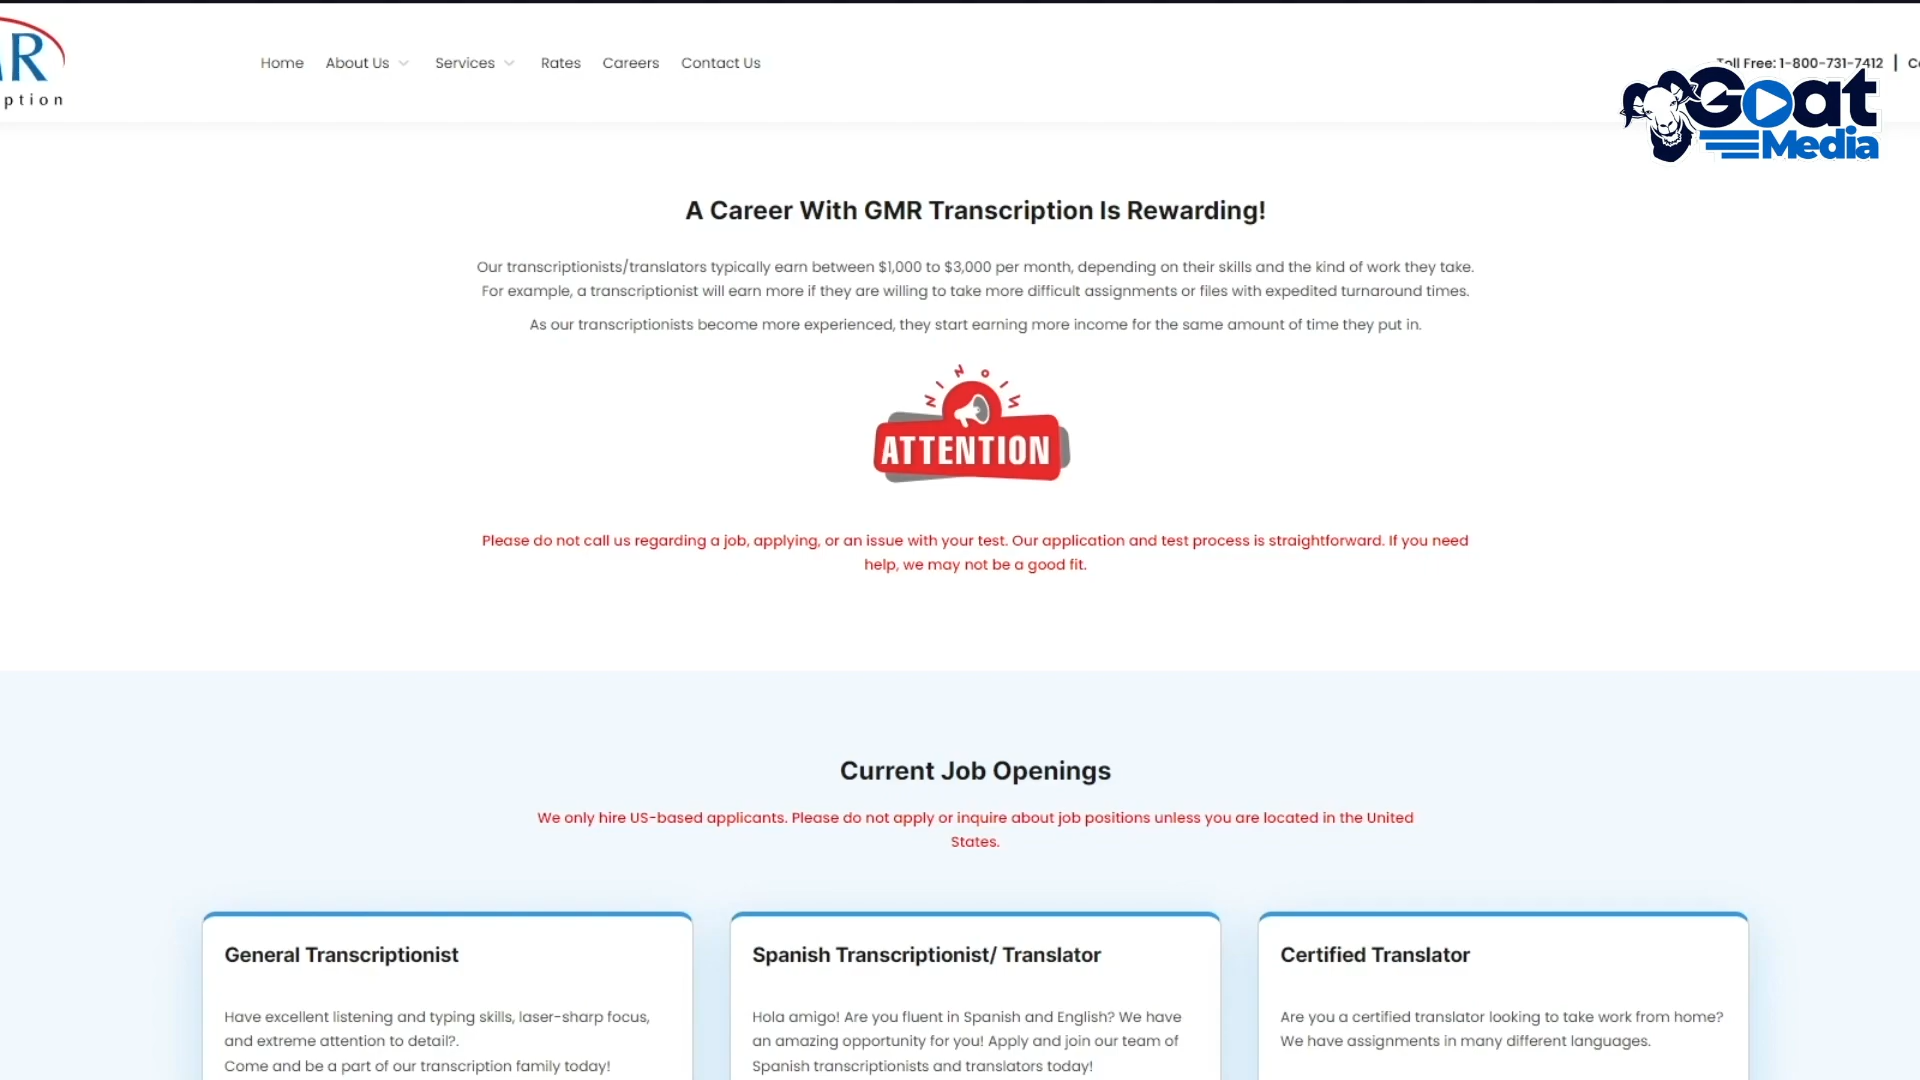 R
ption
Home About Us Services Rates Careers Contact Us
Toll Free: 1-800-731-7412 |
Goat
Media
A Career With GMR Transcription Is Rewarding!
Our transcriptionists/translators typically earn between $1,000 to $3,000 per month, depending on their skills and the kind of work they take.
For example, a transcriptionist will earn more if they are willing to take more difficult assignments or files with expedited turnaround times.
As our transcriptionists become more experienced, they start earning more income for the same amount of time they put in.
ATTENTION
Please do not call us regarding a job, applying, or an issue with your test. Our application and test process is straightforward. If you need
help, we may not be a good fit.
Current Job Openings
We only hire US-based applicants. Please do not apply or inquire about job positions unless you are located in the United
States.
General Transcriptionist
Have excellent listening and typing skills, laser-sharp focus,
and extreme attention to detail?.
Come and be a part of our transcription family today!
Spanish Transcriptionist/ Translator
Hola amigo! Are you fluent in Spanish and English? We have
an amazing opportunity for you! Apply and join our team of
Spanish transcriptionists and translators today!
Certified Translator
Are you a certified translator looking to take work from home?
We have assignments in many different languages.